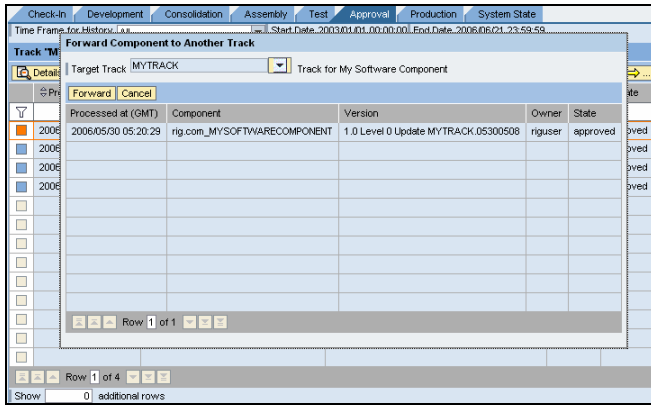 Check-In Development Consolidation Assembly Test Approval Production System State
Time Frame for History All Start Date 2003/01/01 00:00:00 End Date 2006/06/21 23:59:59
Forward Component to Another Track
Track "M
Target Track MYTRACK Track for My Software Component
Details
Forward Cancel
Processed at (GMT) Component Version Owner State
2006/05/30 05:20:29 rig.com_MYSOFTWARECOMPONENT 1.0 Level 0 Update MYTRACK.05300508 riguser approved
2006
2006
2006
2006
Row 1 of 1
Row 1 of 4
Show 0 additional rows